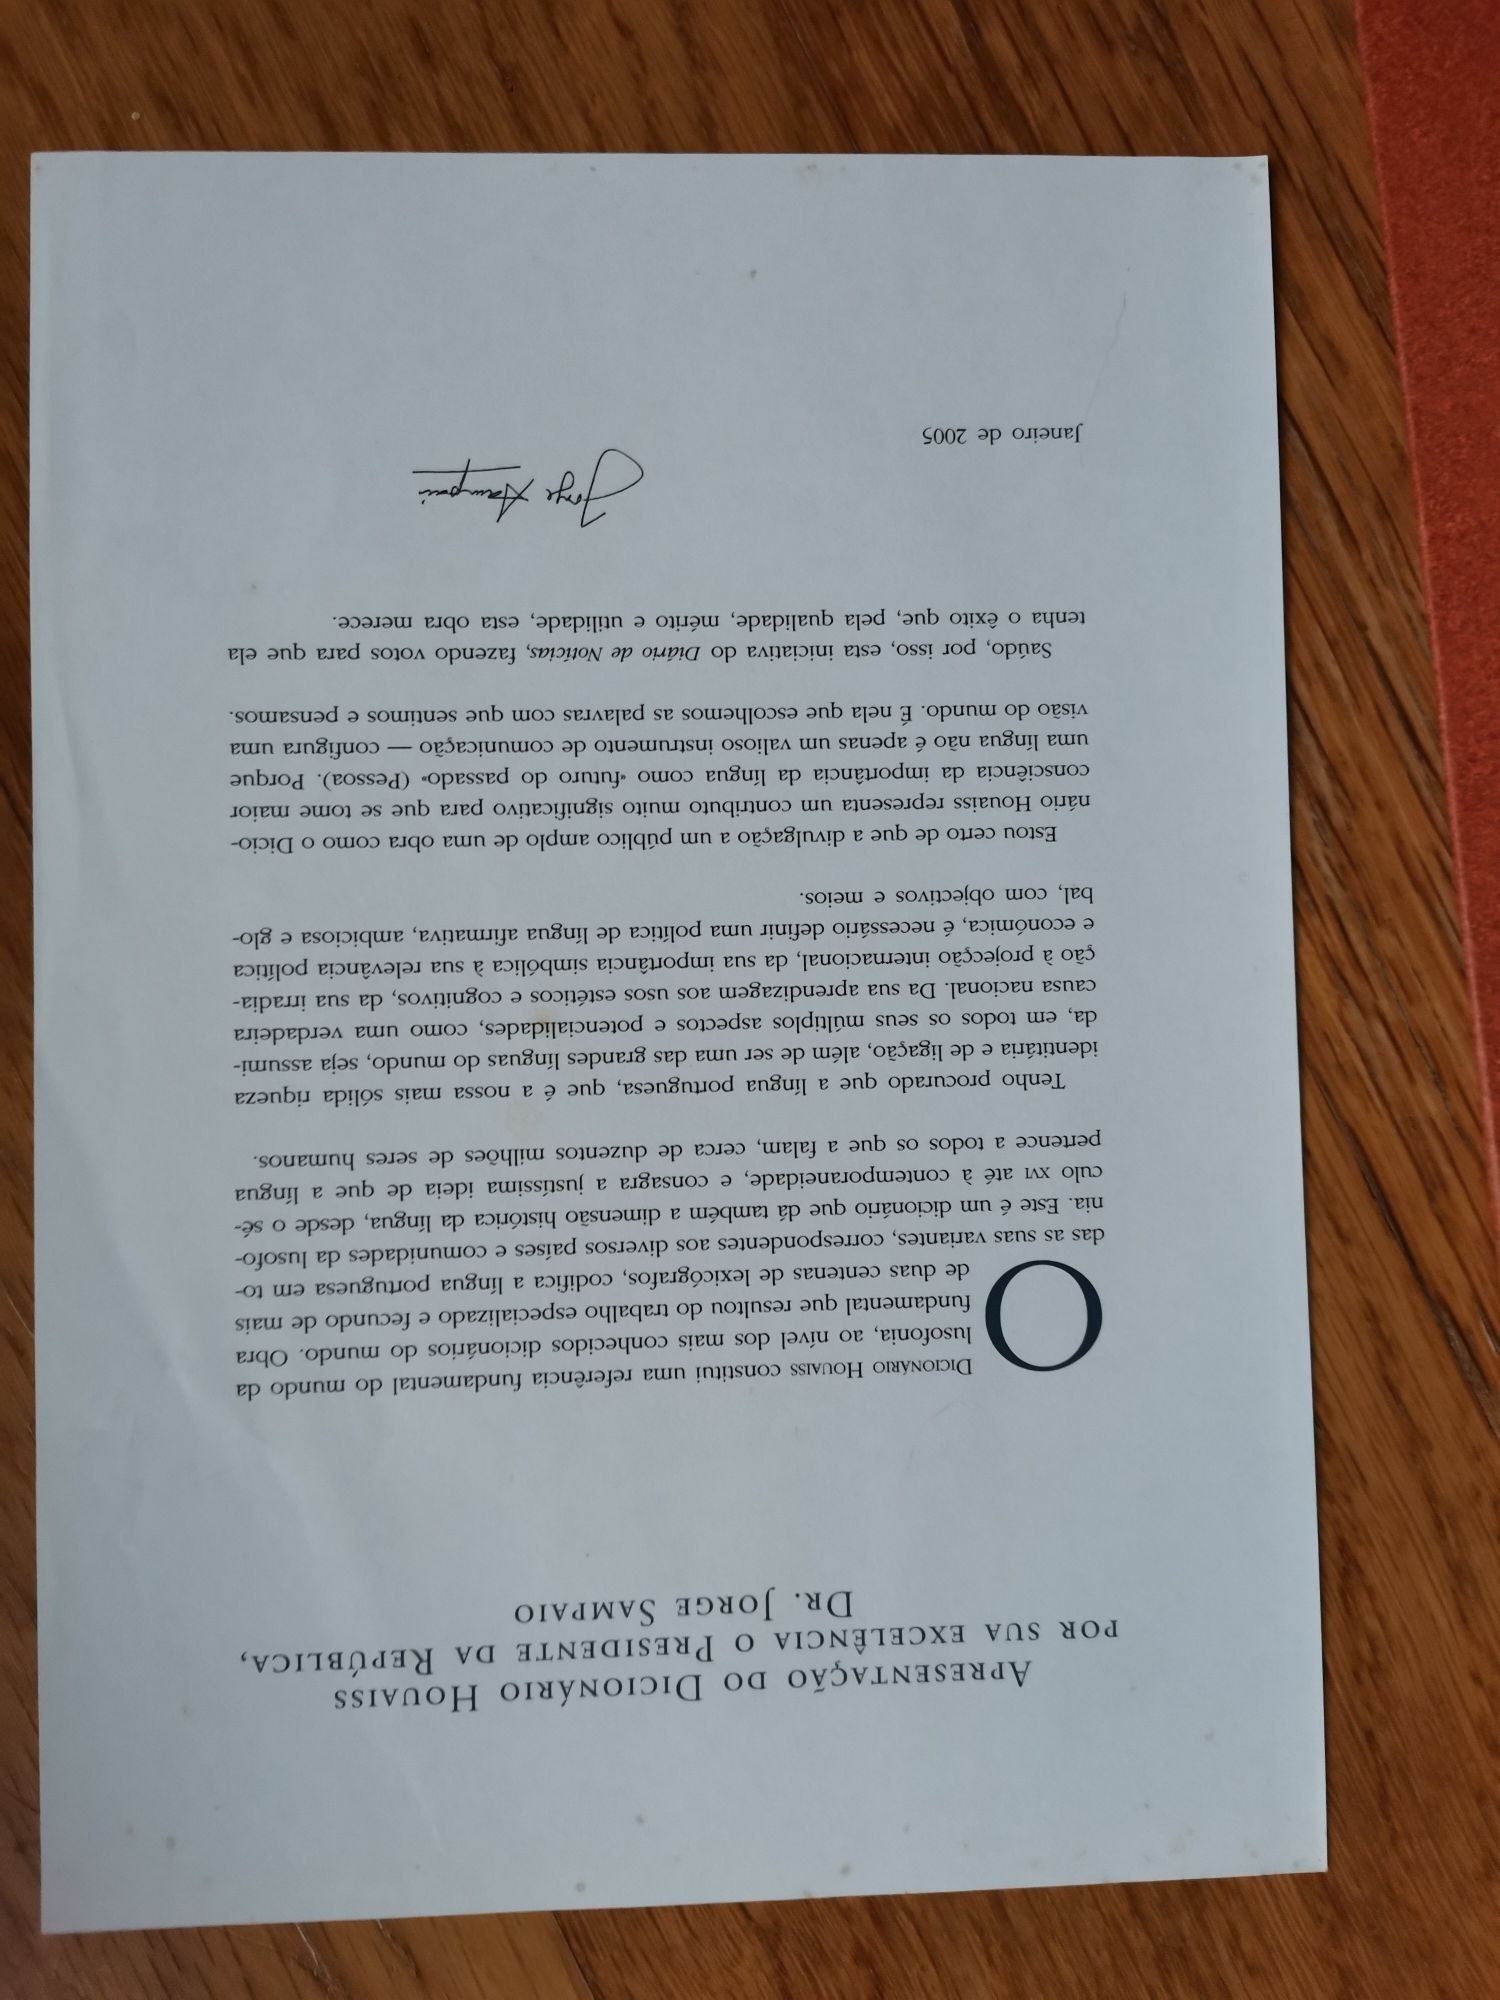 APRESENTAÇÃO DO DICIONÁRIO HOUAISS
POR SUA EXCELÊNCIA O PRESIDENTE DA REPÚBLICA,
DR. JORGE SAMPAIO
O DICIONÁRIO HOUAISS constitui uma referência fundamental do mundo da
lusofonia, ao nível dos mais conhecidos dicionários do mundo. Obra
fundamental que resultou do trabalho especializado e fecundo de mais
de duas centenas de lexicógrafos, codifica a língua portuguesa em to-
das as suas variantes, correspondentes aos diversos países e comunidades da lusofo-
nia. Este é um dicionário que dá também a dimensão histórica da língua, desde o sé-
culo XVI até à contemporaneidade, e consagra a justíssima ideia de que a língua
pertence a todos os que a falam, cerca de duzentos milhões de seres humanos.
Tenho procurado que a língua portuguesa, que é a nossa mais sólida riqueza
identitária e de ligação, além de ser uma das grandes línguas do mundo, seja assumi-
da, em todos os seus múltiplos aspectos e potencialidades, como uma verdadeira
causa nacional. Da sua aprendizagem aos usos estéticos e cognitivos, da sua irradia-
ção à projecção internacional, da sua importância simbólica à sua relevância política
e económica, é necessário definir uma política de língua afirmativa, ambiciosa e glo-
bal, com objectivos e meios.
Estou certo de que a divulgação a um público amplo de uma obra como o Dicio-
nário Houaiss representa um contributo muito significativo para que se tome maior
consciência da importância da língua como «futuro do passado» (Pessoa). Porque
uma língua não é apenas um valioso instrumento de comunicação — configura uma
visão do mundo. É nela que escolhemos as palavras com que sentimos e pensamos.
Saúdo, por isso, esta iniciativa do Diário de Notícias, fazendo votos para que ela
tenha o êxito que, pela qualidade, mérito e utilidade, esta obra merece.
Jorge Sampaio
Janeiro de 2005